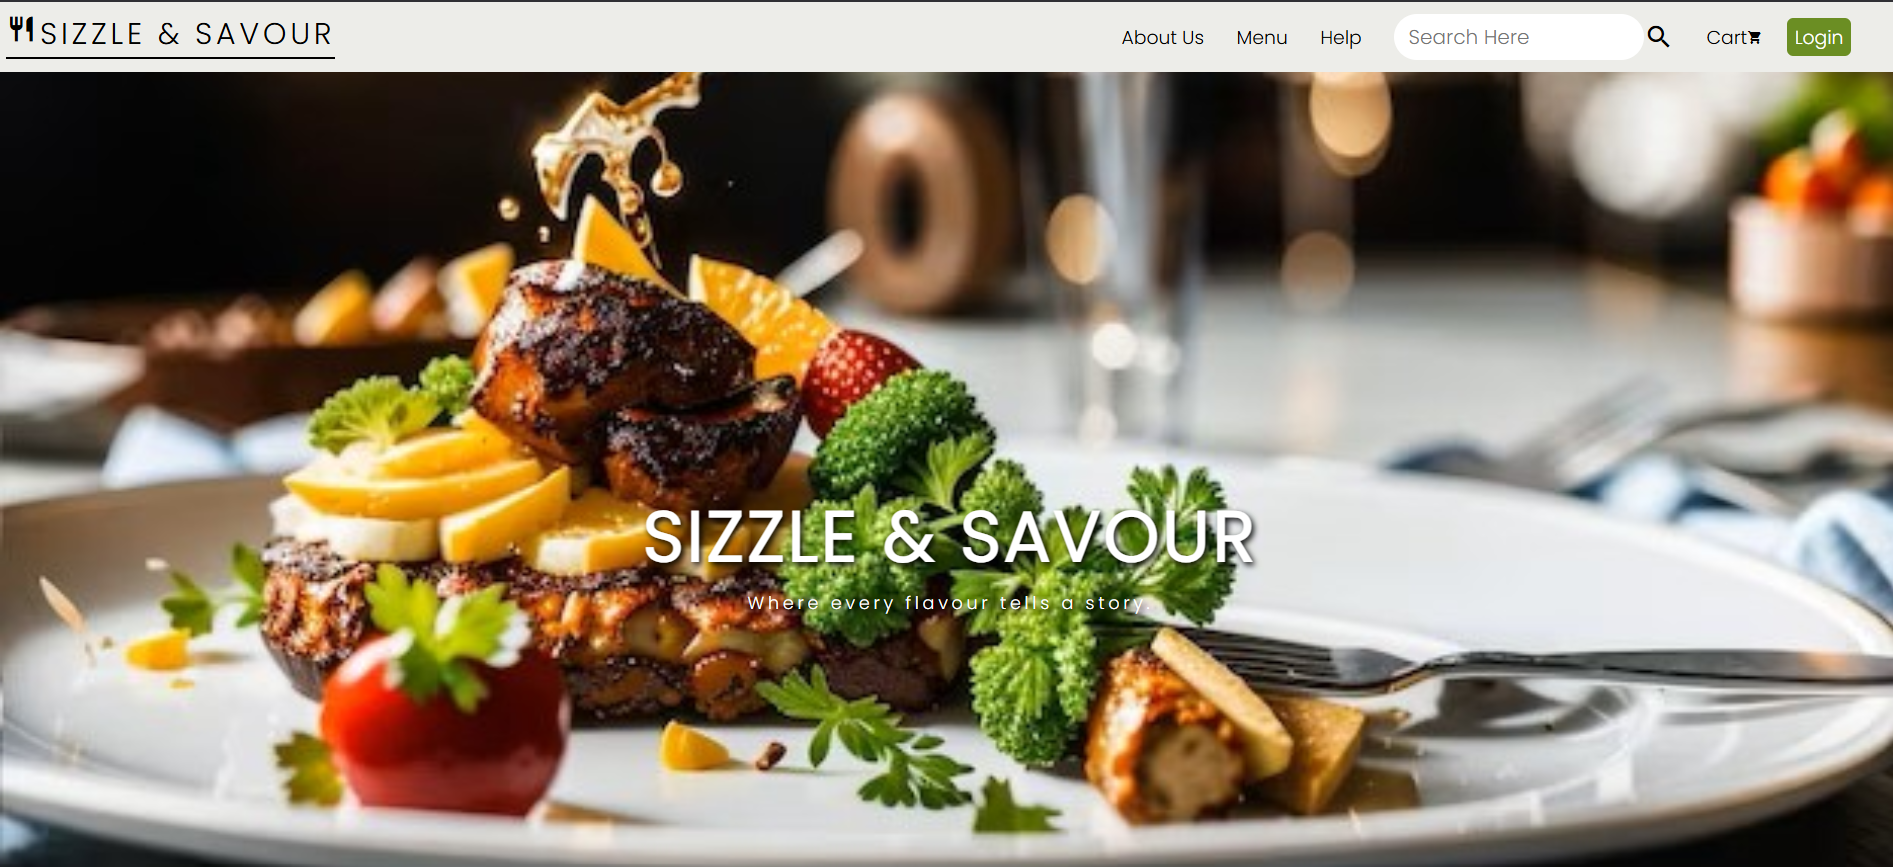 SIZZLE & SAVOUR
About Us
Menu
Help
Search Here
Cart
Login
SIZZLE & SAVOUR
Where every flavour tells a story.